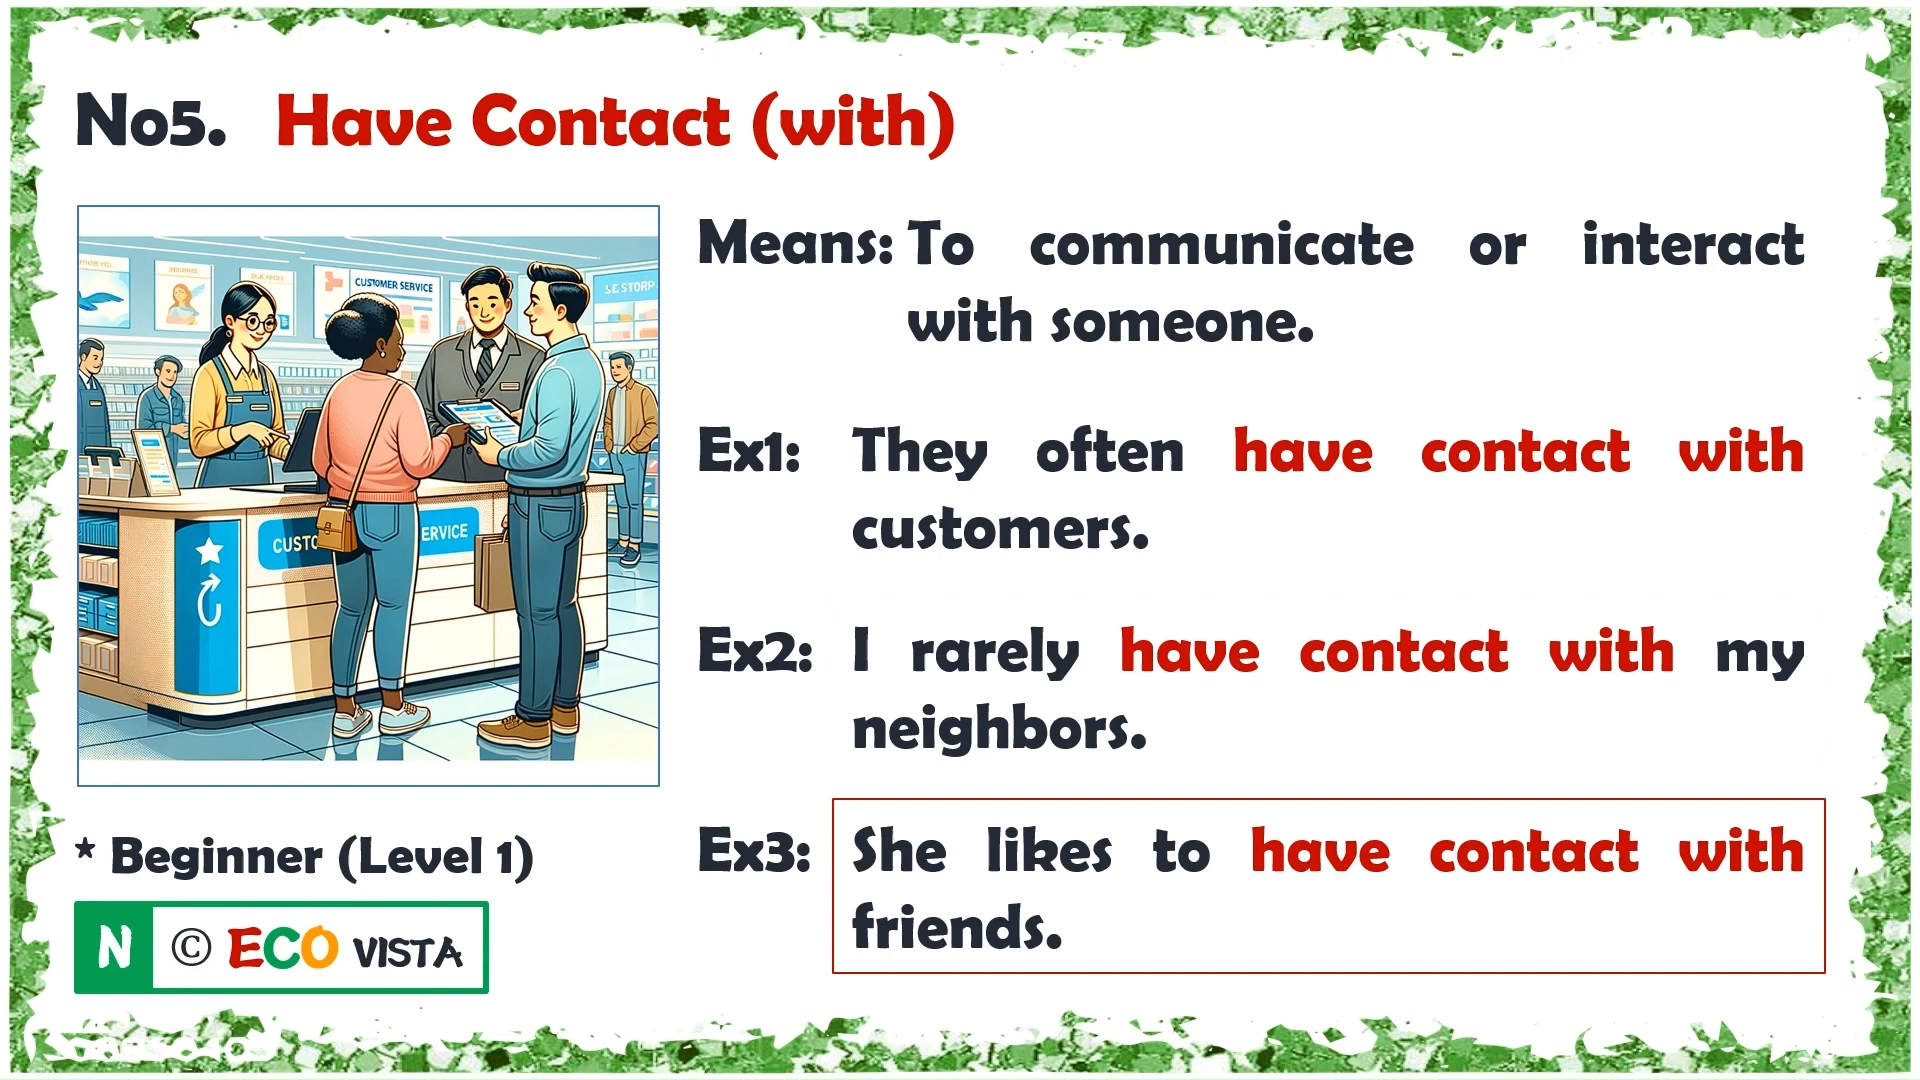 No5. Have Contact (with)
CUSTOMER SERVICE
ERVICE
Means: To communicate or interact
with someone.
Ex1: They often have contact with
customers.
Ex2: I rarely have contact with my
neighbors.
Ex3: She likes to have contact with
friends.
* Beginner (Level 1)
N © ECO VISTA